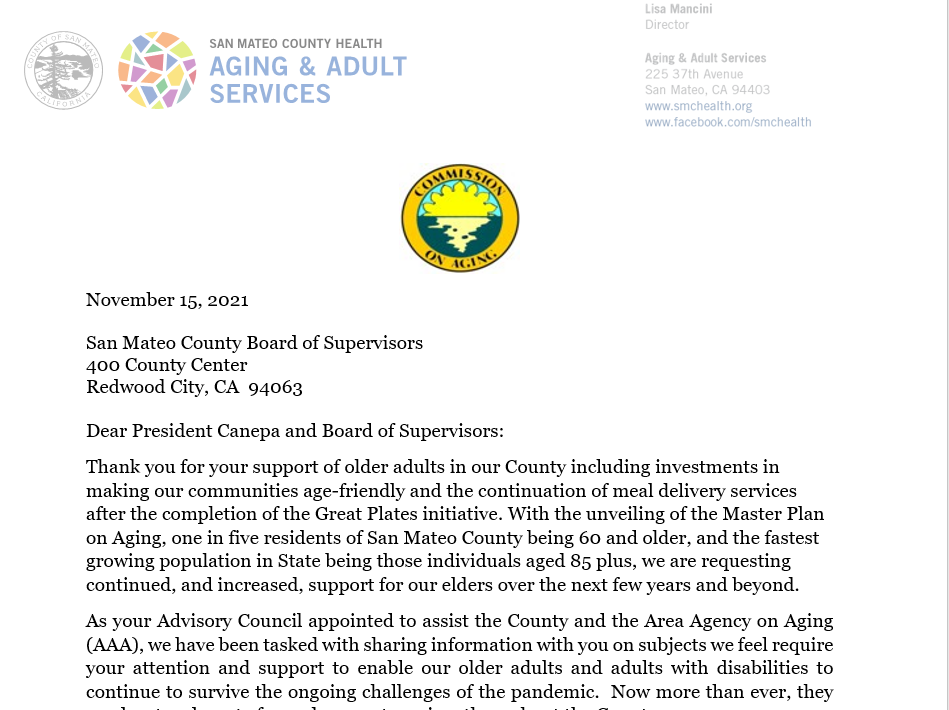 Lisa Mancini
Director
COUNTY OF SAN MATEO
CALIFORNIA
SAN MATEO COUNTY HEALTH
AGING & ADULT
SERVICES
Aging & Adult Services
225 37th Avenue
San Mateo, CA 94403
www.smchealth.org
www.facebook.com/smchealth
COMMISSION
ON AGING
November 15, 2021
San Mateo County Board of Supervisors
400 County Center
Redwood City, CA  94063
Dear President Canepa and Board of Supervisors:
Thank you for your support of older adults in our County including investments in
making our communities age-friendly and the continuation of meal delivery services
after the completion of the Great Plates initiative. With the unveiling of the Master Plan
on Aging, one in five residents of San Mateo County being 60 and older, and the fastest
growing population in State being those individuals aged 85 plus, we are requesting
continued, and increased, support for our elders over the next few years and beyond.
As your Advisory Council appointed to assist the County and the Area Agency on Aging
(AAA), we have been tasked with sharing information with you on subjects we feel require
your attention and support to enable our older adults and adults with disabilities to
continue to survive the ongoing challenges of the pandemic.  Now more than ever, they